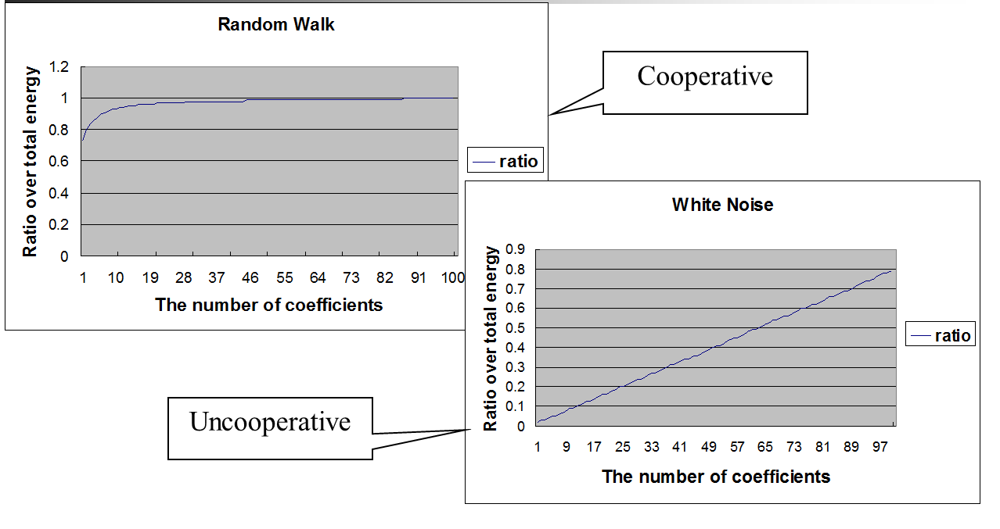 Random Walk
1.2
1
0.8
0.6
0.4
0.2
0
Ratio over total energy
1 10 19 28 37 46 55 64 73 82 91 100
The number of coefficients
ratio
Cooperative
White Noise
0.9
0.8
0.7
0.6
0.5
0.4
0.3
0.2
0.1
0
Ratio over total energy
1 9 17 25 33 41 49 57 65 73 81 89 97
The number of coefficients
ratio
Uncooperative